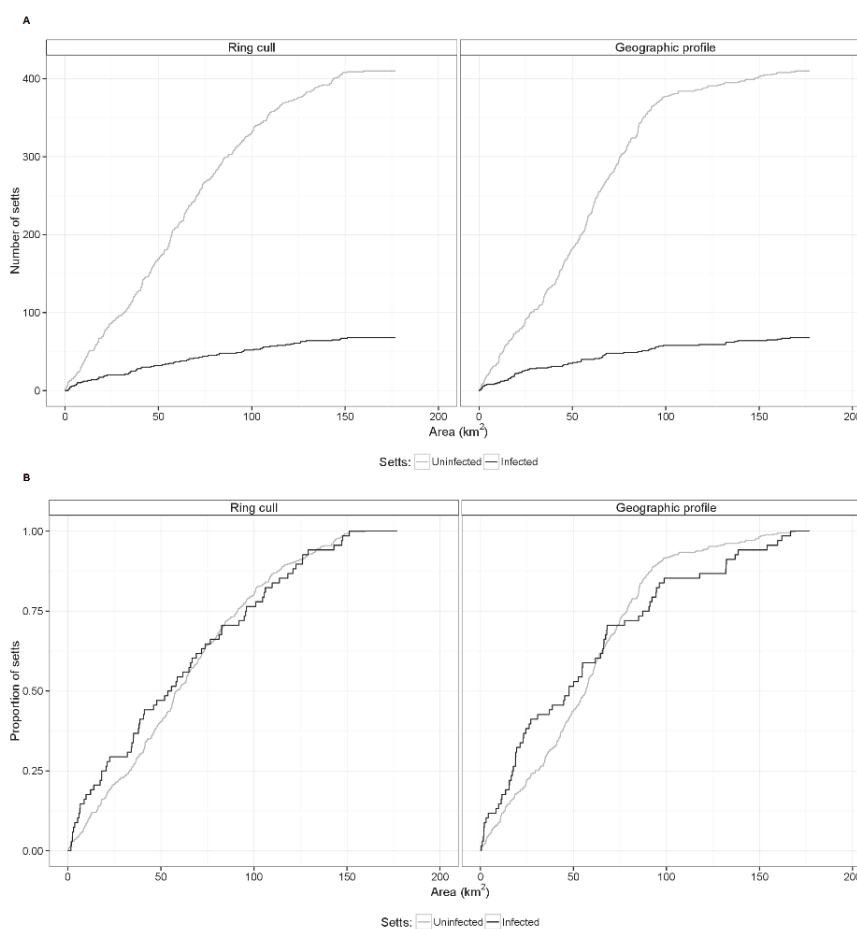 A
Ring cull
Geographic profile
Number of setts
400
300
200
100
0
0 50 100 150 200
0 50 100 150 200
Area (km²)
Setts: Uninfected Infected
B
Ring cull
Geographic profile
Proportion of setts
1.00
0.75
0.50
0.25
0.00
0 50 100 150 200
0 50 100 150 200
Area (km²)
Setts: Uninfected Infected